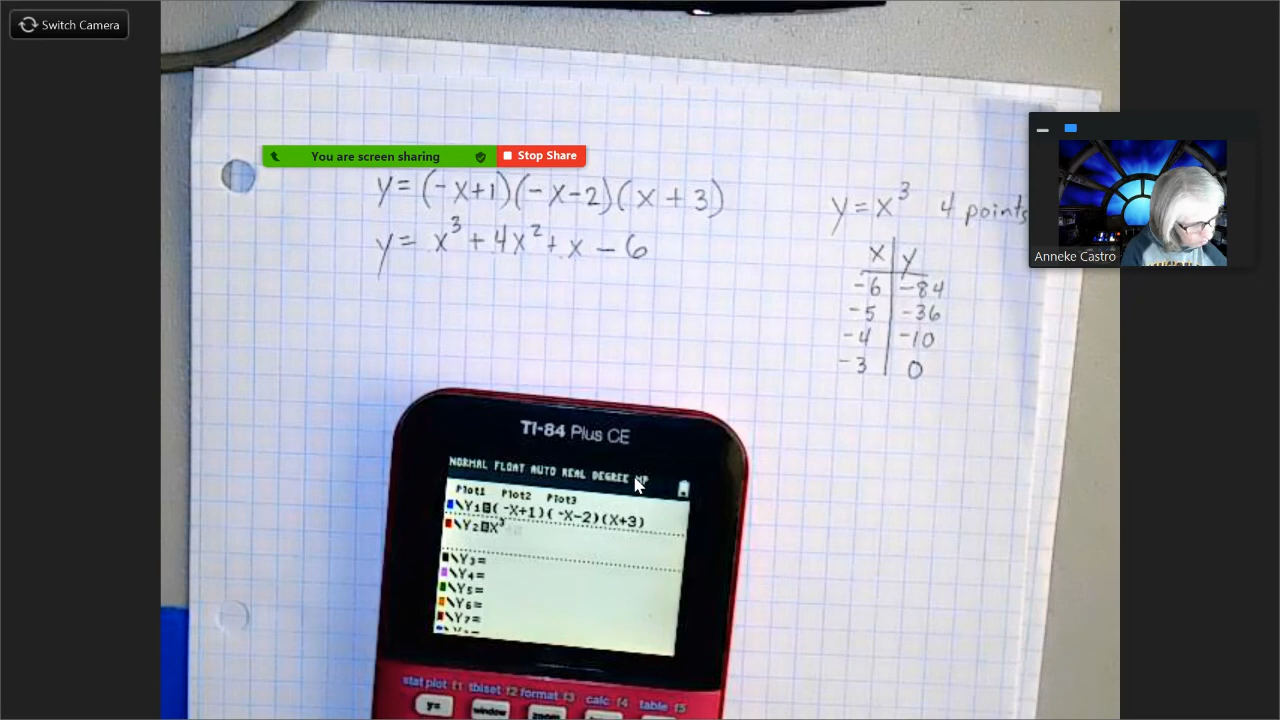 Switch Camera
You are screen sharing
Stop Share
y = (-x+1)(-x-2)(x+3)
y = x³ + 4x² + x - 6
y = x³ 4 points
x y
-6 -84
-5 -36
-4 -10
-3 0
Anneke Castro
TI-84 Plus CE
NORMAL FLOAT AUTO REAL DEGREE MP
Plot1 Plot2 Plot3
\Y1=(-X+1)(-X-2)(X+3)
\Y2=X³
\Y3=
\Y4=
\Y5=
\Y6=
\Y7=
stat plot f1 tblset f2 format f3 calc f4 table f5
y= window zoom